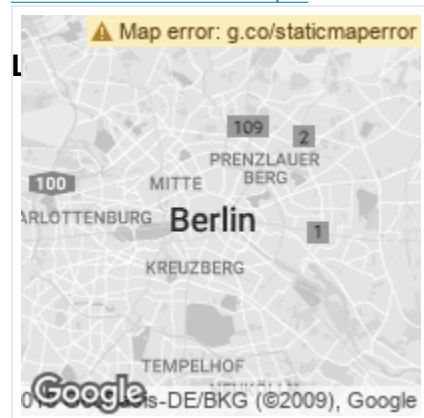 Map error: g.co/staticmaperror
L
109
2
PRENZLAUER
BERG
100
MITTE
ARLOTTENBURG
Berlin
1
KREUZBERG
TEMPELHOF
Google
-DE/BKG (©2009), Google